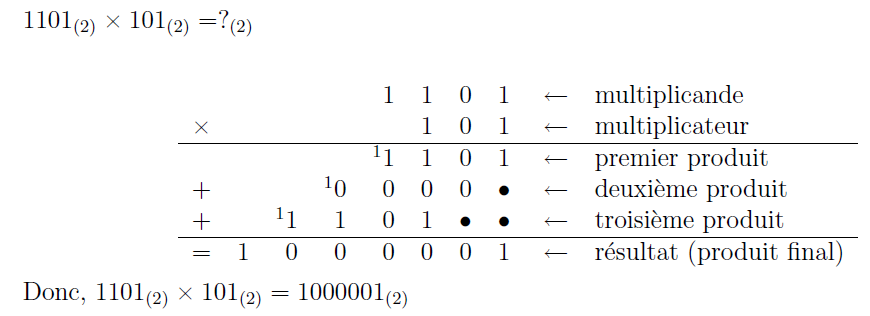 1101₍₂₎ × 101₍₂₎ =?₍₂₎
1 1 0 1 ← multiplicande
× 1 0 1 ← multiplicateur
¹1 1 0 1 ← premier produit
+ ¹0 0 0 0 • ← deuxième produit
+ ¹1 1 0 1 • • ← troisième produit
= 1 0 0 0 0 0 1 ← résultat (produit final)
Donc, 1101₍₂₎ × 101₍₂₎ = 1000001₍₂₎